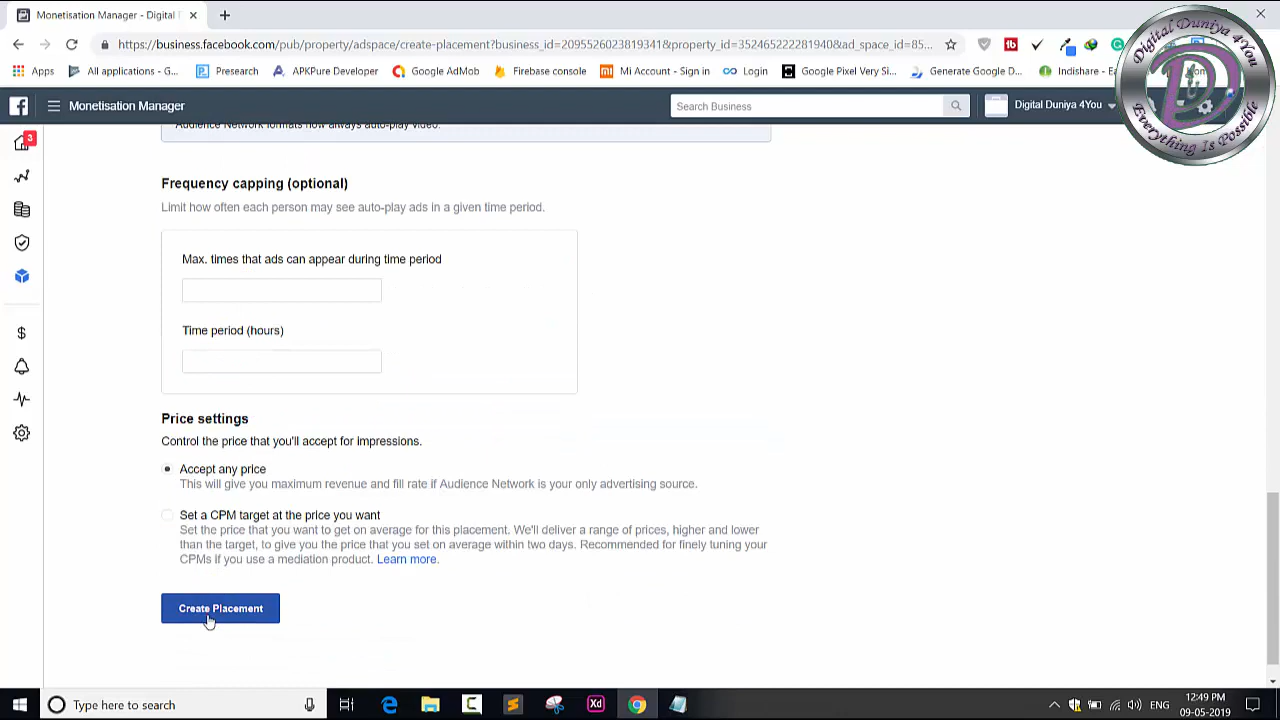 Monetisation Manager - Digital
https://business.facebook.com/pub/property/adspace/create-placement
property_id=3524652222819408
Apps
Presearch
APKPure Developer
Google AdMob
Firebase console
Mi Account - Sign in
Login
Google Pixel Very Si...
Generate Google D...
Monetisation Manager
Search Business
Digital Duniya 4You
Digital Duniya 4You
Everything Is Possible
3
Audience Network formats now always auto-play video.
Frequency capping (optional)
Limit how often each person may see auto-play ads in a given time period.
Max. times that ads can appear during time period
Time period (hours)
Price settings
Control the price that you'll accept for impressions.
Accept any price
This will give you maximum revenue and fill rate if Audience Network is your only advertising source.
Set a CPM target at the price you want
Set the price that you want to get on average for this placement. We'll deliver a range of prices, higher and lower
than the target, to give you the price that you set on average within two days. Recommended for finely tuning your
CPMs if you use a mediation product. Learn more.
Create Placement
Type here to search
Xd
ENG
12:49 PM
09-05-2019